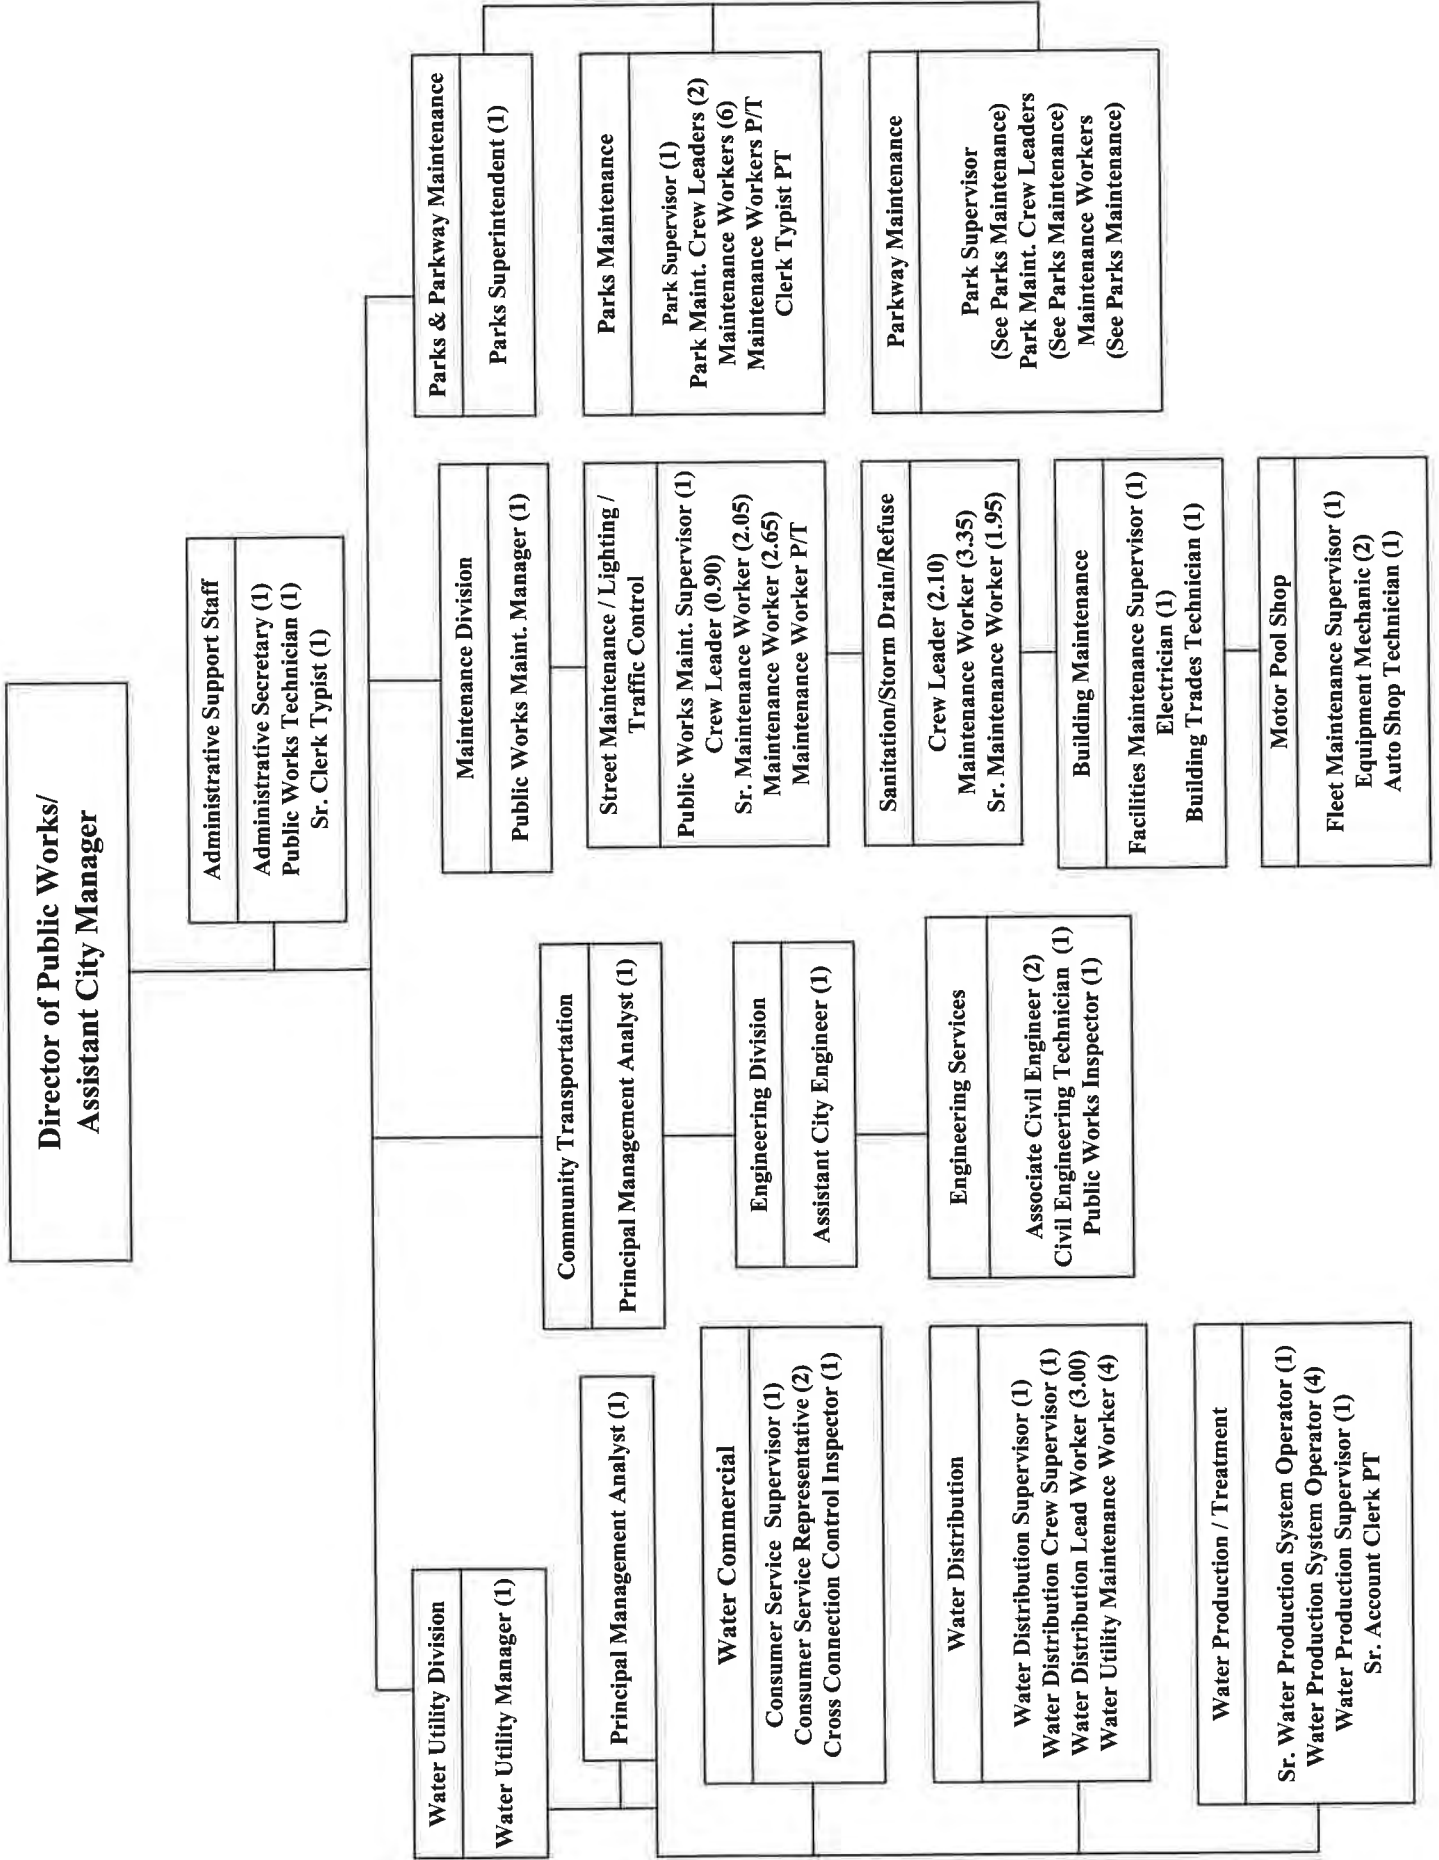 Director of Public Works/
Assistant City Manager
Administrative Support Staff
Administrative Secretary (1)
Public Works Technician (1)
Sr. Clerk Typist (1)
Water Utility Division
Water Utility Manager (1)
Principal Management Analyst (1)
Water Commercial
Consumer Service Supervisor (1)
Consumer Service Representative (2)
Cross Connection Control Inspector (1)
Water Distribution
Water Distribution Supervisor (1)
Water Distribution Crew Supervisor (1)
Water Distribution Lead Worker (3.00)
Water Utility Maintenance Worker (4)
Water Production / Treatment
Sr. Water Production System Operator (1)
Water Production System Operator (4)
Water Production Supervisor (1)
Sr. Account Clerk PT
Community Transportation
Principal Management Analyst (1)
Engineering Division
Assistant City Engineer (1)
Engineering Services
Associate Civil Engineer (2)
Civil Engineering Technician (1)
Public Works Inspector (1)
Maintenance Division
Public Works Maint. Manager (1)
Street Maintenance / Lighting /
Traffic Control
Public Works Maint. Supervisor (1)
Crew Leader (0.90)
Sr. Maintenance Worker (2.05)
Maintenance Worker (2.65)
Maintenance Worker P/T
Sanitation/Storm Drain/Refuse
Crew Leader (2.10)
Maintenance Worker (3.35)
Sr. Maintenance Worker (1.95)
Building Maintenance
Facilities Maintenance Supervisor (1)
Electrician (1)
Building Trades Technician (1)
Motor Pool Shop
Fleet Maintenance Supervisor (1)
Equipment Mechanic (2)
Auto Shop Technician (1)
Parks & Parkway Maintenance
Parks Superintendent (1)
Parks Maintenance
Park Supervisor (1)
Park Maint. Crew Leaders (2)
Maintenance Workers (6)
Maintenance Workers P/T
Clerk Typist PT
Parkway Maintenance
Park Supervisor
(See Parks Maintenance)
Park Maint. Crew Leaders
(See Parks Maintenance)
Maintenance Workers
(See Parks Maintenance)